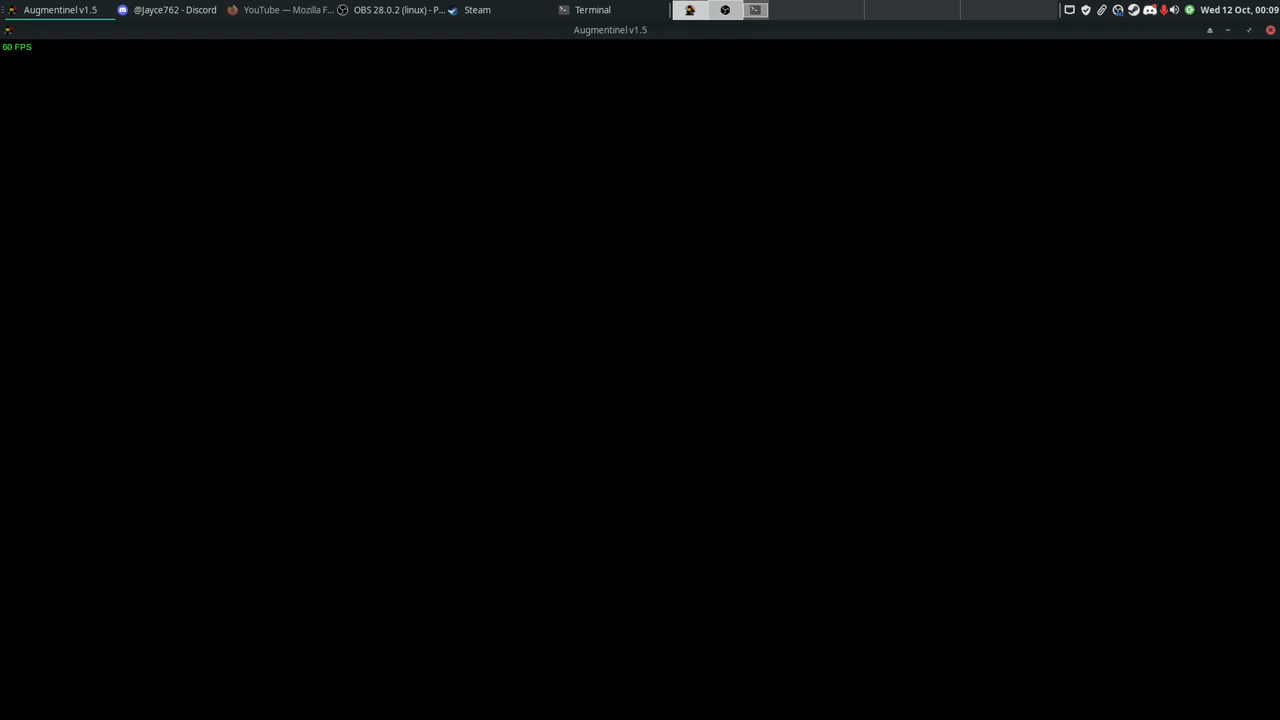 Augmentinel v1.5 @Jayce762 - Discord YouTube — Mozilla F... OBS 28.0.2 (linux) - P... Steam Terminal Wed 12 Oct, 00:09
Augmentinel v1.5
60 FPS